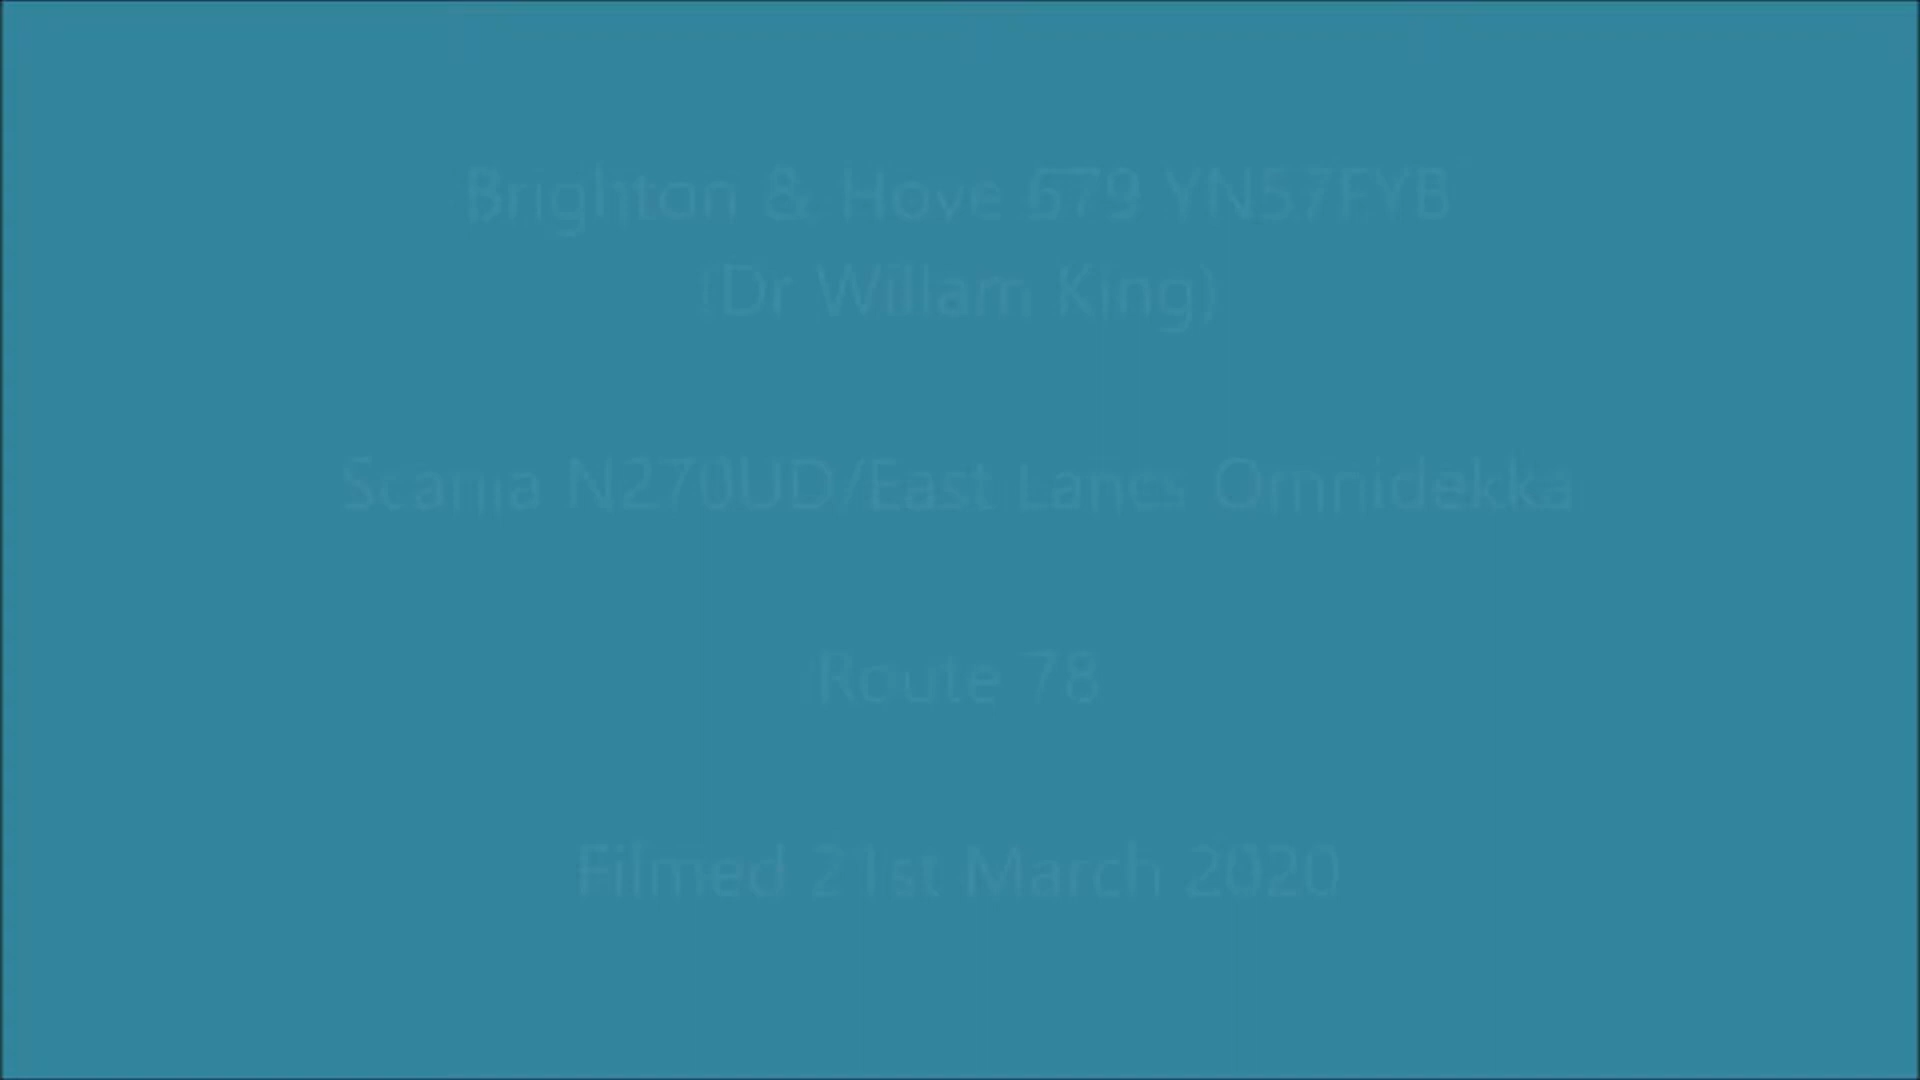 Brighton & Hove 679 YN57FYB
(Dr Willam King)
Scania N270UD/East Lancs Omnidekka
Route 78
Filmed 21st March 2020